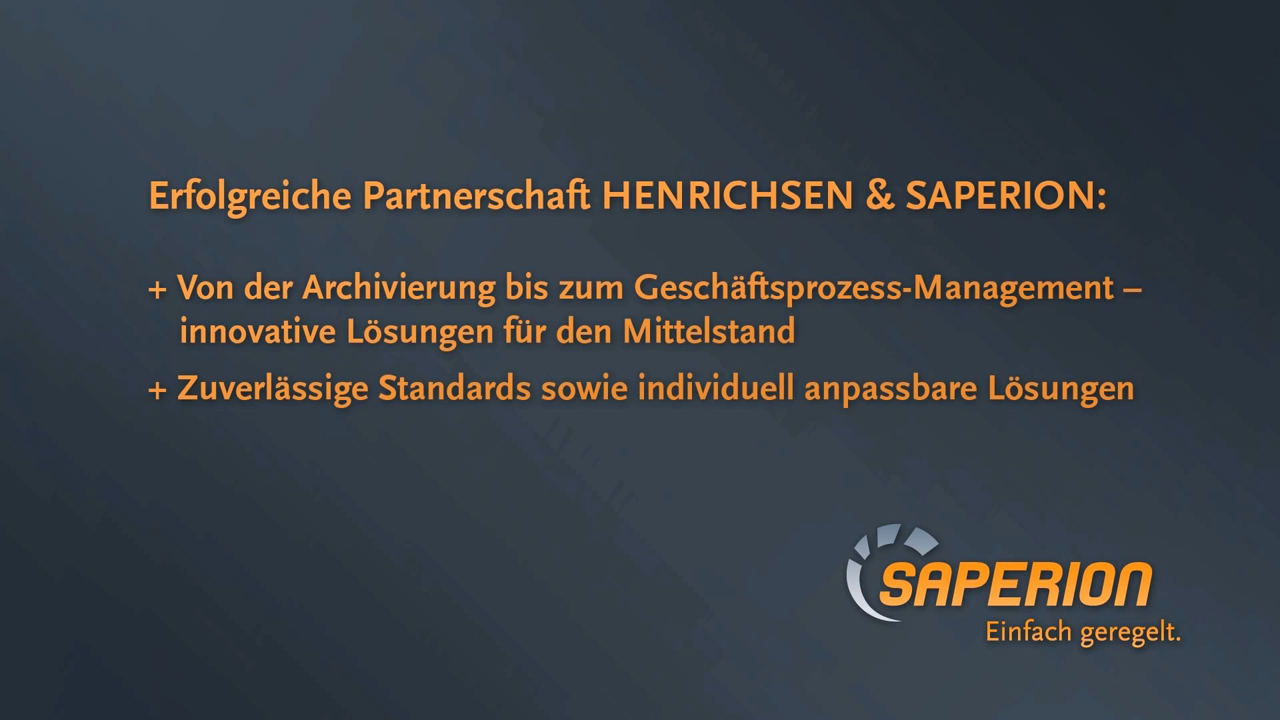 Erfolgreiche Partnerschaft HENRICHSEN & SAPERION:
+ Von der Archivierung bis zum Geschäftsprozess-Management –
innovative Lösungen für den Mittelstand
+ Zuverlässige Standards sowie individuell anpassbare Lösungen
SAPERION
Einfach geregelt.